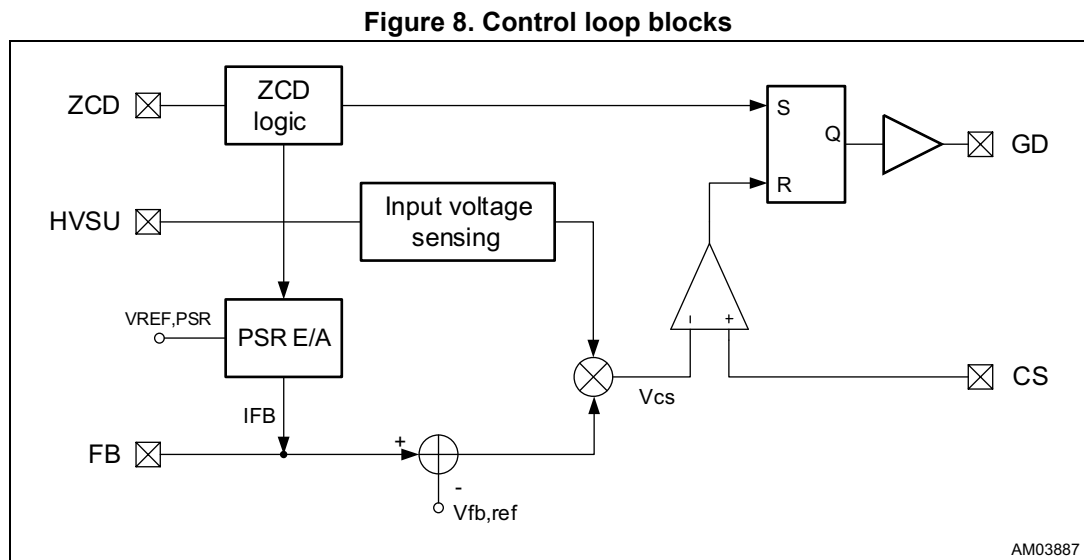 Figure 8. Control loop blocks
ZCD
ZCD
logic
S
Q
R
GD
HVSU
Input voltage
sensing
VREF,PSR
PSR E/A
-
+
Vcs
CS
IFB
FB
+
-
Vfb,ref
AM03887